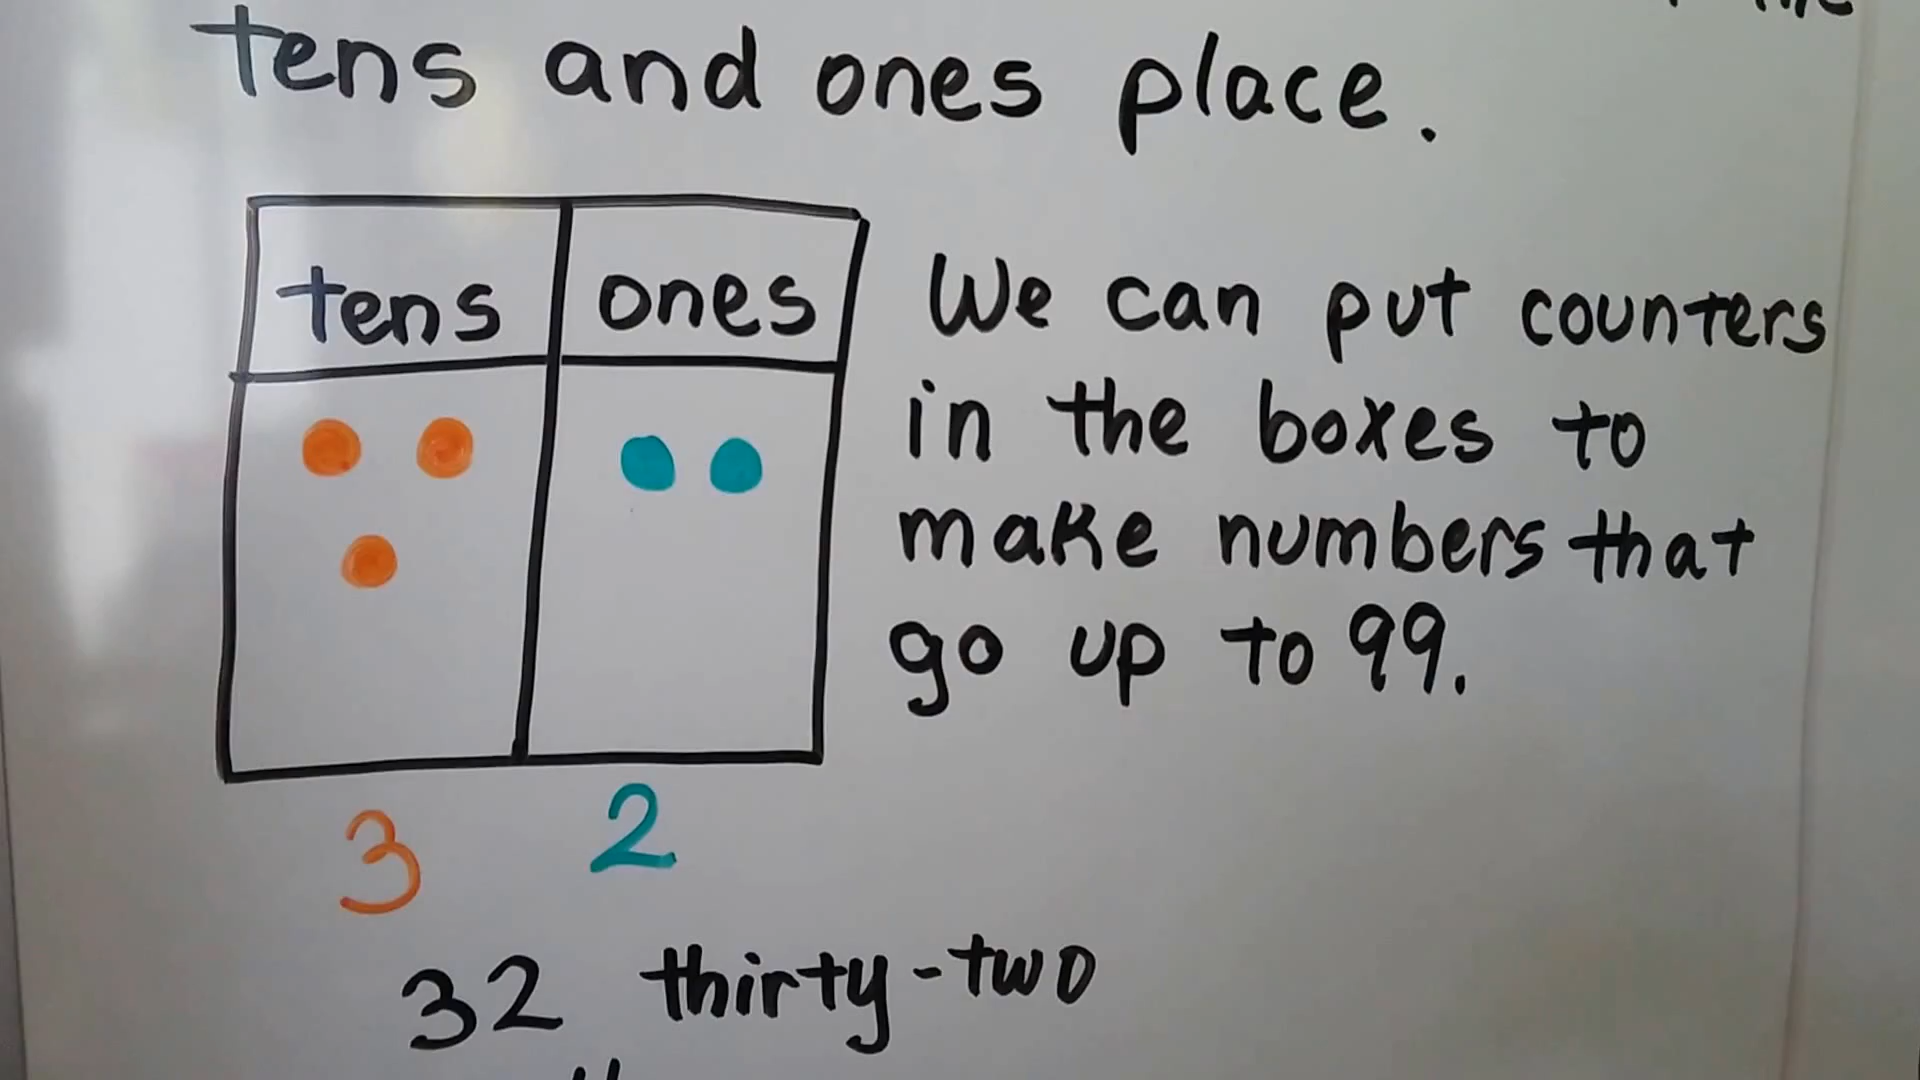 tens and ones place.
tens ones
We can put counters
in the boxes to
make numbers that
go up to 99.
3 2
32 thirty-two